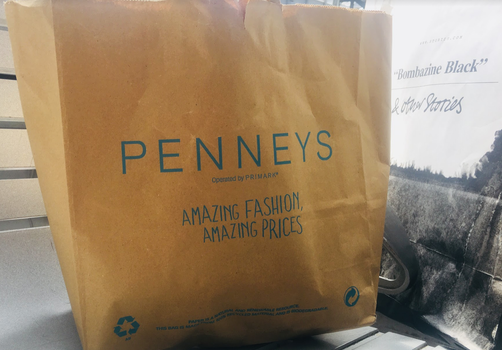 PENNEYS
Operated by PRIMARK®
AMAZING FASHION,
AMAZING PRICES
"Bombazine Black"
& other Stories